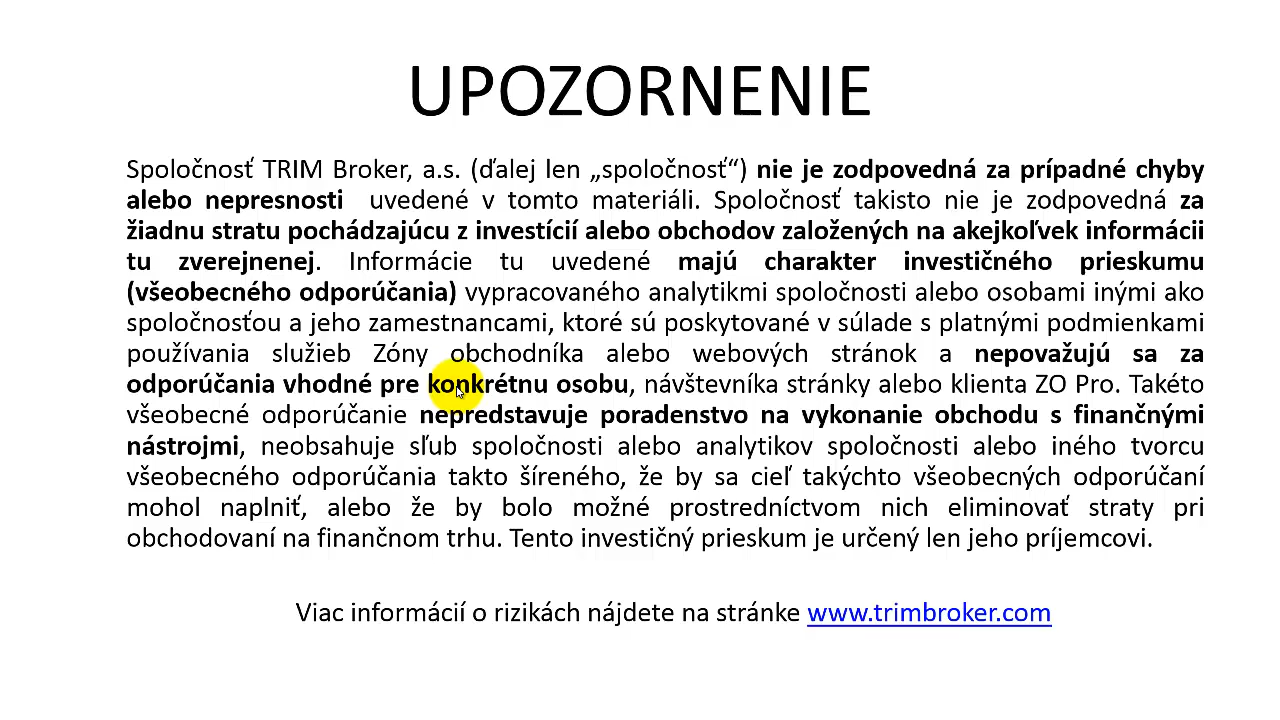 UPOZORNENIE
Spoločnosť TRIM Broker, a.s. (ďalej len „spoločnosť“) nie je zodpovedná za prípadné chyby
alebo nepresnosti uvedené v tomto materiáli. Spoločnosť takisto nie je zodpovedná za
žiadnu stratu pochádzajúcu z investícií alebo obchodov založených na akejkoľvek informácii
tu zverejnenej. Informácie tu uvedené majú charakter investičného prieskumu
(všeobecného odporúčania) vypracovaného analytikmi spoločnosti alebo osobami inými ako
spoločnosťou a jeho zamestnancami, ktoré sú poskytované v súlade s platnými podmienkami
používania služieb Zóny obchodníka alebo webových stránok a nepovažujú sa za
odporúčania vhodné pre konkrétnu osobu, návštevníka stránky alebo klienta ZO Pro. Takéto
všeobecné odporúčanie nepredstavuje poradenstvo na vykonanie obchodu s finančnými
nástrojmi, neobsahuje sľub spoločnosti alebo analytikov spoločnosti alebo iného tvorcu
všeobecného odporúčania takto šíreného, že by sa cieľ takýchto všeobecných odporúčaní
mohol naplniť, alebo že by bolo možné prostredníctvom nich eliminovať straty pri
obchodovaní na finančnom trhu. Tento investičný prieskum je určený len jeho príjemcovi.
Viac informácií o rizikách nájdete na stránke www.trimbroker.com